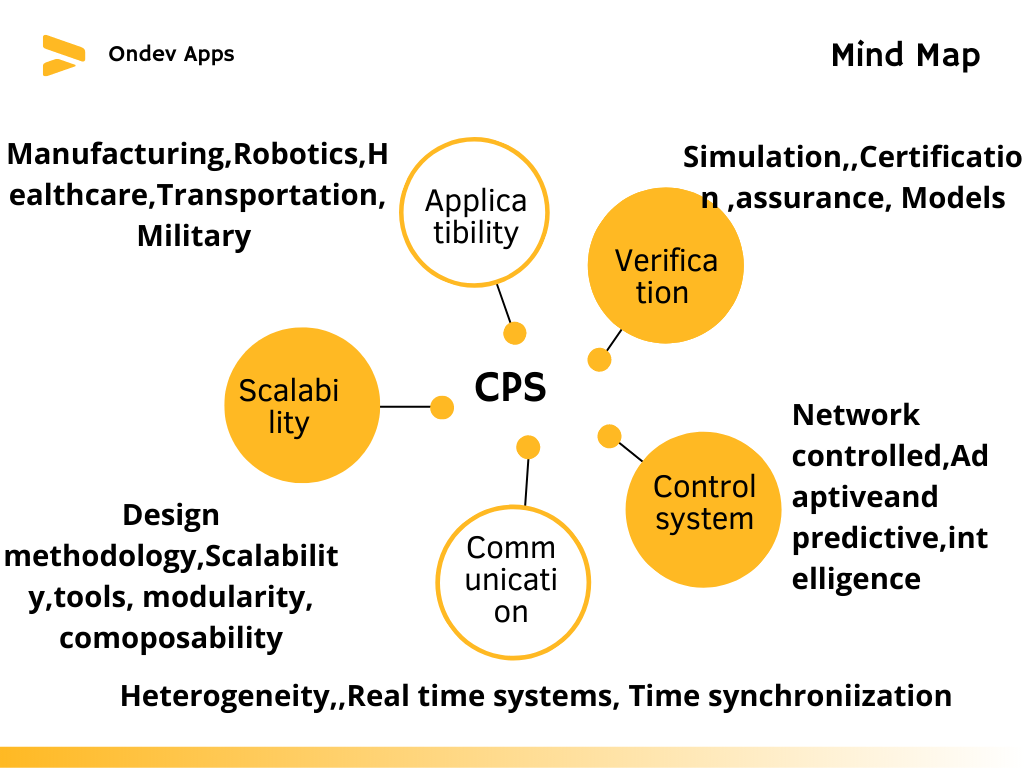 Ondev Apps
Mind Map
Manufacturing,Robotics,H
ealthcare,Transportation,
Military
Applica
tibility
Simulation,,Certificatio
n ,assurance, Models
Verifica
tion
CPS
Scalabi
lity
Network
controlled,Ad
aptiveand
predictive,int
elligence
Control
system
Design
methodology,Scalabilit
y,tools, modularity,
comoposability
Comm
unicati
on
Heterogeneity,,Real time systems, Time synchroniization